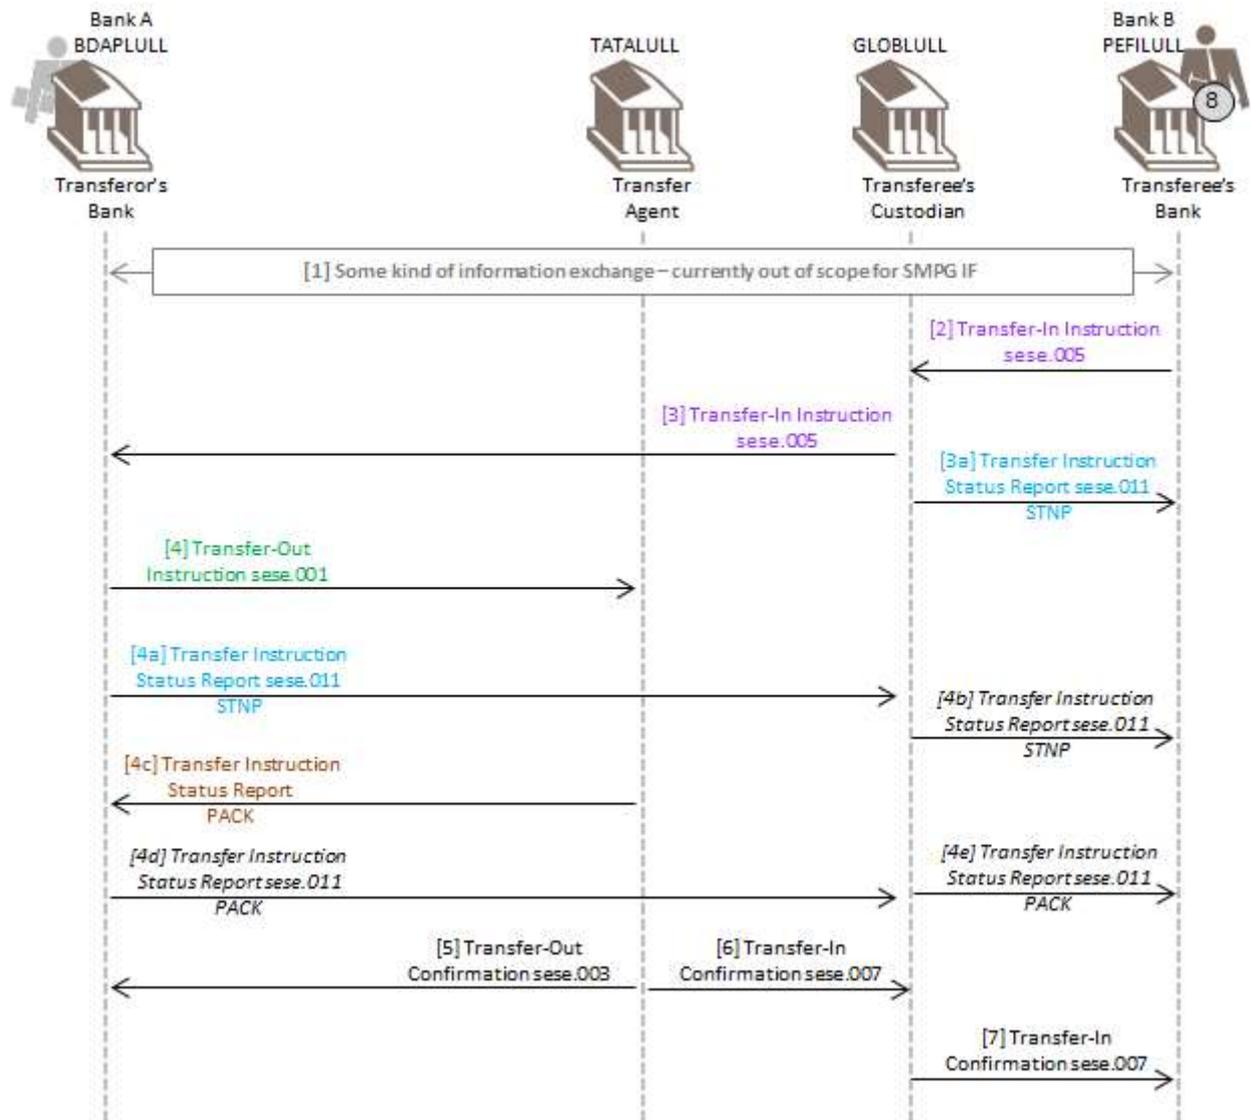 Bank A
BDAPLULL
TATALULL
GLOBLULL
Bank B
PEFILULL
8
Transferor's
Bank
Transfer
Agent
Transferee's
Custodian
Transferee's
Bank
[1] Some kind of information exchange – currently out of scope for SMPG IF
[2] Transfer-In Instruction
sese.005
[3] Transfer-In Instruction
sese.005
[3a] Transfer Instruction
Status Report sese.011
STNP
[4] Transfer-Out
Instruction sese.001
[4a] Transfer Instruction
Status Report sese.011
STNP
[4b] Transfer Instruction
Status Report sese.011
STNP
[4c] Transfer Instruction
Status Report
PACK
[4d] Transfer Instruction
Status Report sese.011
PACK
[4e] Transfer Instruction
Status Report sese.011
PACK
[5] Transfer-Out
Confirmation sese.003
[6] Transfer-In
Confirmation sese.007
[7] Transfer-In
Confirmation sese.007